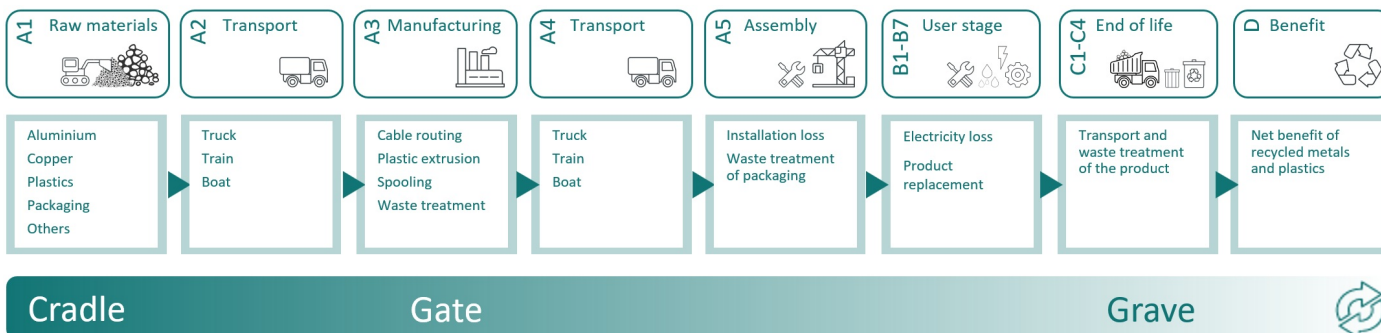 A1 Raw materials
A2 Transport
A3 Manufacturing
A4 Transport
A5 Assembly
B1-B7 User stage
C1-C4 End of life
D Benefit
Aluminium
Copper
Plastics
Packaging
Others
Truck
Train
Boat
Cable routing
Plastic extrusion
Spooling
Waste treatment
Truck
Train
Boat
Installation loss
Waste treatment
of packaging
Electricity loss
Product
replacement
Transport and
waste treatment
of the product
Net benefit of
recycled metals
and plastics
Cradle
Gate
Grave